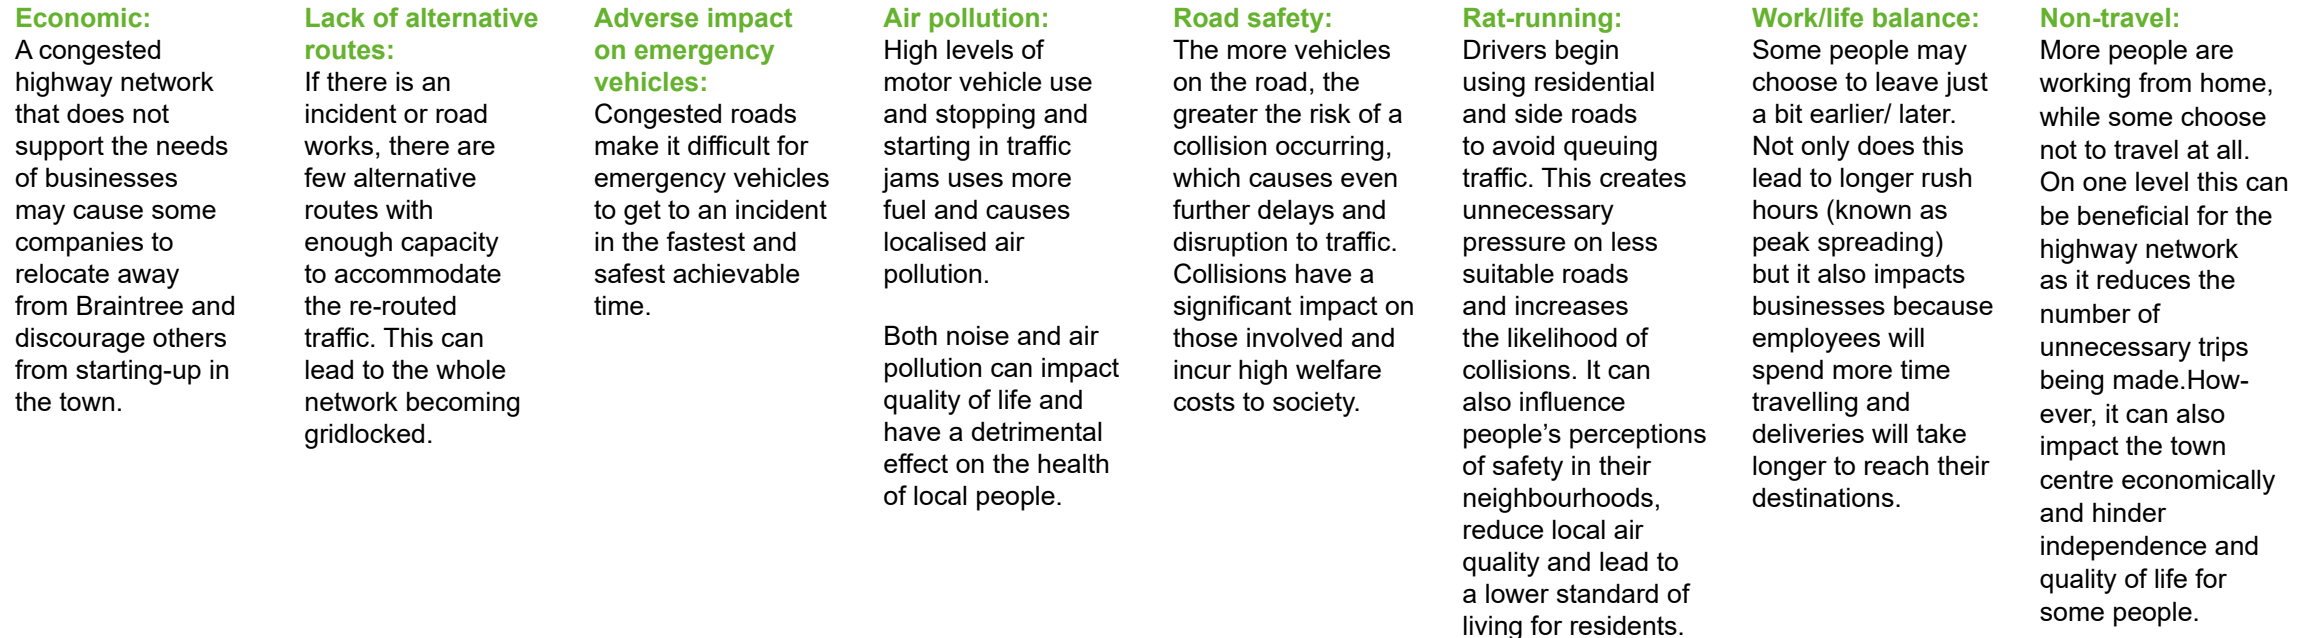 Economic:
A congested
highway network
that does not
support the needs
of businesses
may cause some
companies to
relocate away
from Braintree and
discourage others
from starting-up in
the town.
Lack of alternative
routes:
If there is an
incident or road
works, there are
few alternative
routes with
enough capacity
to accommodate
the re-routed
traffic. This can
lead to the whole
network becoming
gridlocked.
Adverse impact
on emergency
vehicles:
Congested roads
make it difficult for
emergency vehicles
to get to an incident
in the fastest and
safest achievable
time.
Air pollution:
High levels of
motor vehicle use
and stopping and
starting in traffic
jams uses more
fuel and causes
localised air
pollution.
Both noise and air
pollution can impact
quality of life and
have a detrimental
effect on the health
of local people.
Road safety:
The more vehicles
on the road, the
greater the risk of a
collision occurring,
which causes even
further delays and
disruption to traffic.
Collisions have a
significant impact on
those involved and
incur high welfare
costs to society.
Rat-running:
Drivers begin
using residential
and side roads
to avoid queuing
traffic. This creates
unnecessary
pressure on less
suitable roads
and increases
the likelihood of
collisions. It can
also influence
people’s perceptions
of safety in their
neighbourhoods,
reduce local air
quality and lead to
a lower standard of
living for residents.
Work/life balance:
Some people may
choose to leave just
a bit earlier/ later.
Not only does this
lead to longer rush
hours (known as
peak spreading)
but it also impacts
businesses because
employees will
spend more time
travelling and
deliveries will take
longer to reach their
destinations.
Non-travel:
More people are
working from home,
while some choose
not to travel at all.
On one level this can
be beneficial for the
highway network
as it reduces the
number of
unnecessary trips
being made.How-
ever, it can also
impact the town
centre economically
and hinder
independence and
quality of life for
some people.